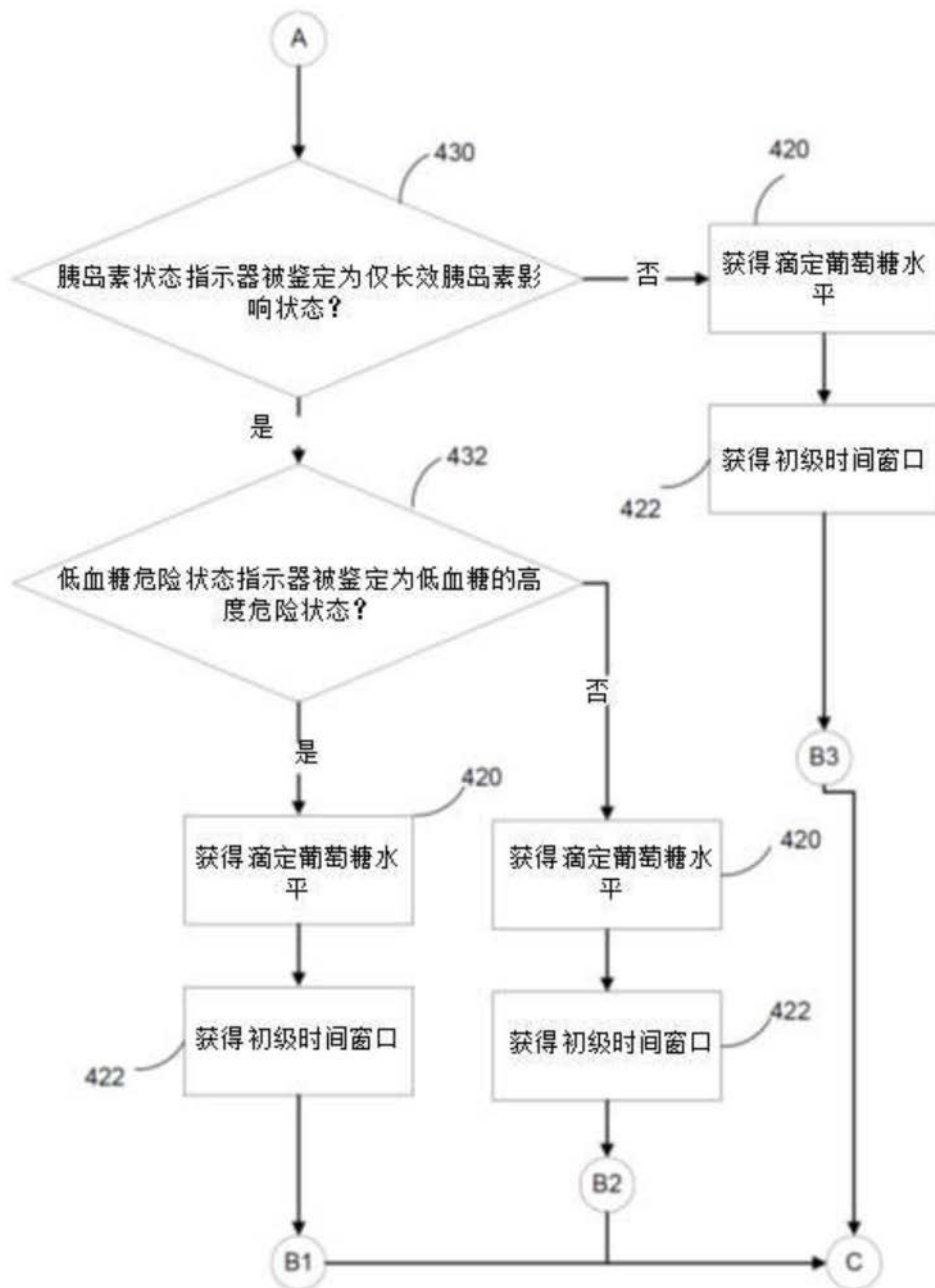 A
430
420
胰岛素状态指示器被鉴定为仅长效胰岛素影
响状态?
否
获得滴定葡萄糖水
平
是
432
获得初级时间窗口
422
低血糖危险状态指示器被鉴定为低血糖的高
度危险状态?
否
是
B3
420
获得滴定葡萄糖水
平
420
获得滴定葡萄糖水
平
获得初级时间窗口
422
422
获得初级时间窗口
B2
B1
C